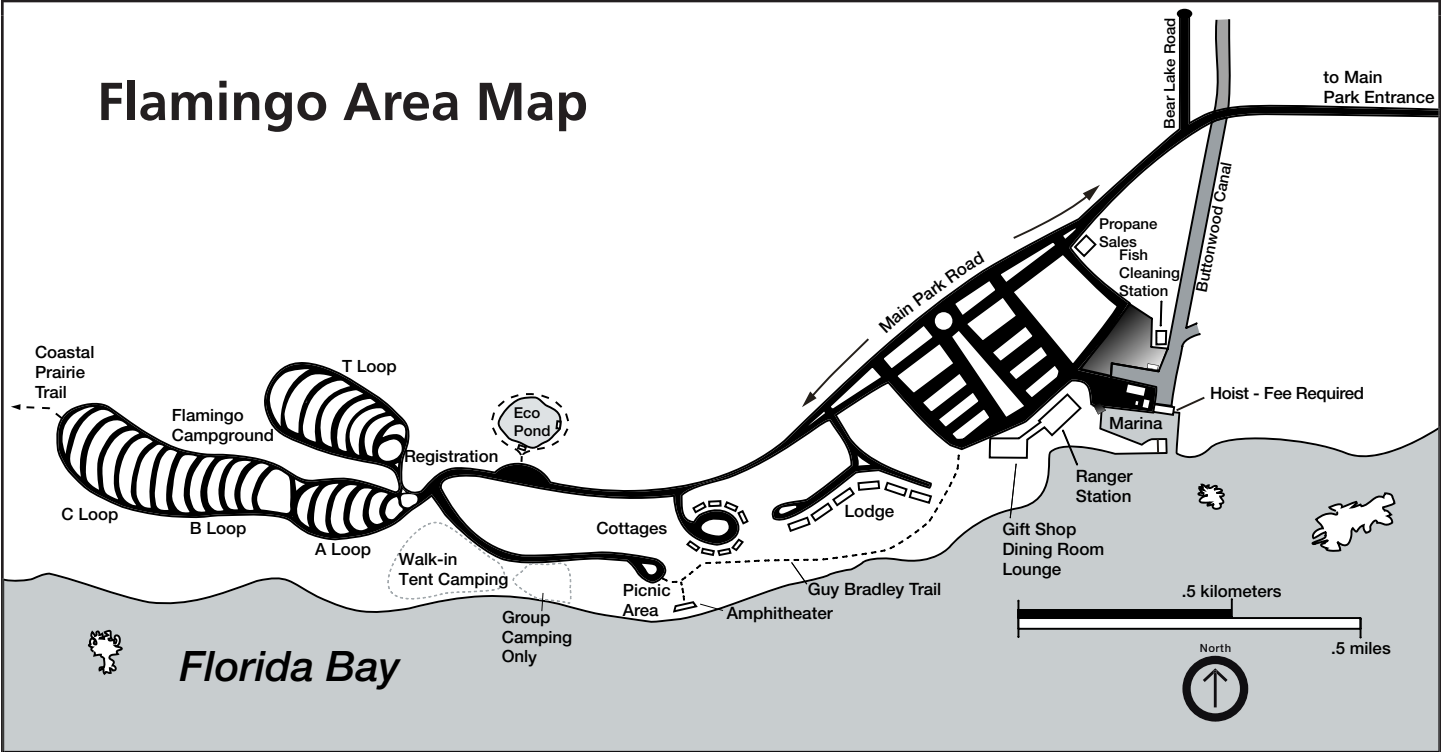 Flamingo Area Map
Bear Lake Road
to Main
Park Entrance
Buttonwood Canal
Propane
Sales
Fish
Cleaning
Station
Main Park Road
Coastal
Prairie
Trail
T Loop
Flamingo
Campground
Eco
Pond
Registration
Hoist - Fee Required
Marina
Ranger
Station
C Loop
B Loop
A Loop
Cottages
Lodge
Gift Shop
Dining Room
Lounge
Walk-in
Tent Camping
Picnic
Area
Guy Bradley Trail
Amphitheater
Group
Camping
Only
.5 kilometers
.5 miles
North
Florida Bay